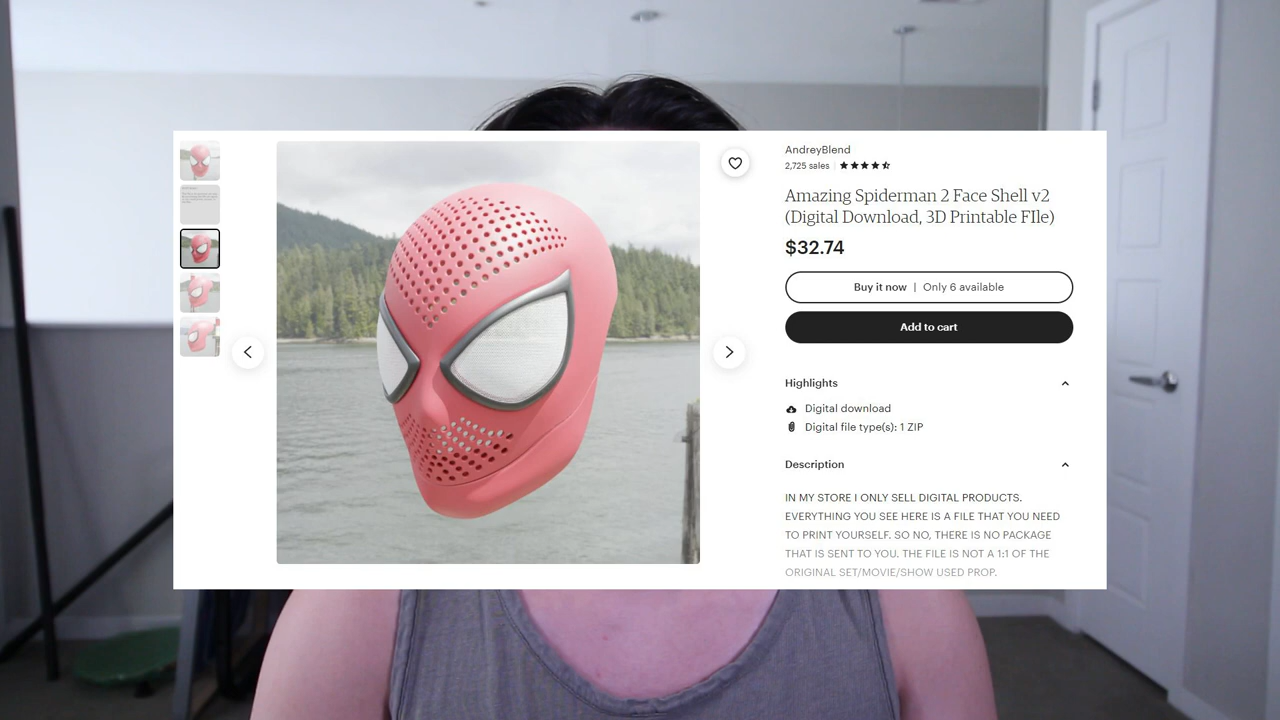 AndreyBlend
2,725 sales
Amazing Spiderman 2 Face Shell v2
(Digital Download, 3D Printable FIle)
$32.74
Buy it now | Only 6 available
Add to cart
Highlights
Digital download
Digital file type(s): 1 ZIP
Description
IN MY STORE I ONLY SELL DIGITAL PRODUCTS.
EVERYTHING YOU SEE HERE IS A FILE THAT YOU NEED
TO PRINT YOURSELF. SO NO, THERE IS NO PACKAGE
THAT IS SENT TO YOU. THE FILE IS NOT A 1:1 OF THE
ORIGINAL SET/MOVIE/SHOW USED PROP.